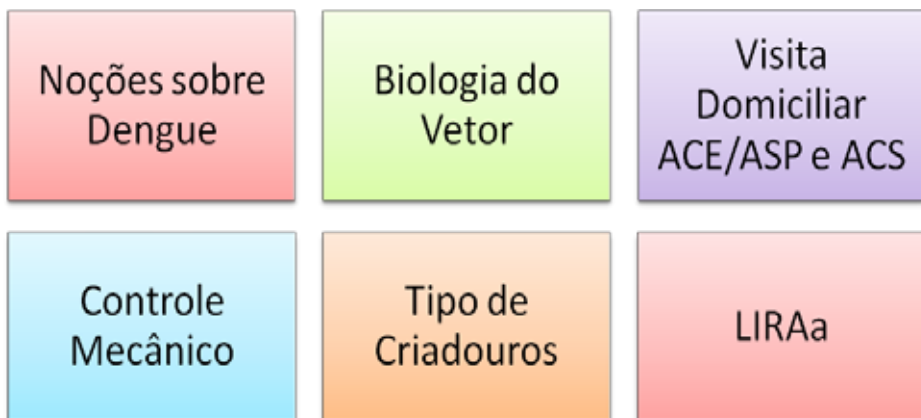 Noções sobre
Dengue
Biologia do
Vetor
Visita
Domiciliar
ACE/ASP e ACS
Controle
Mecânico
Tipo de
Criadouros
LIRAa